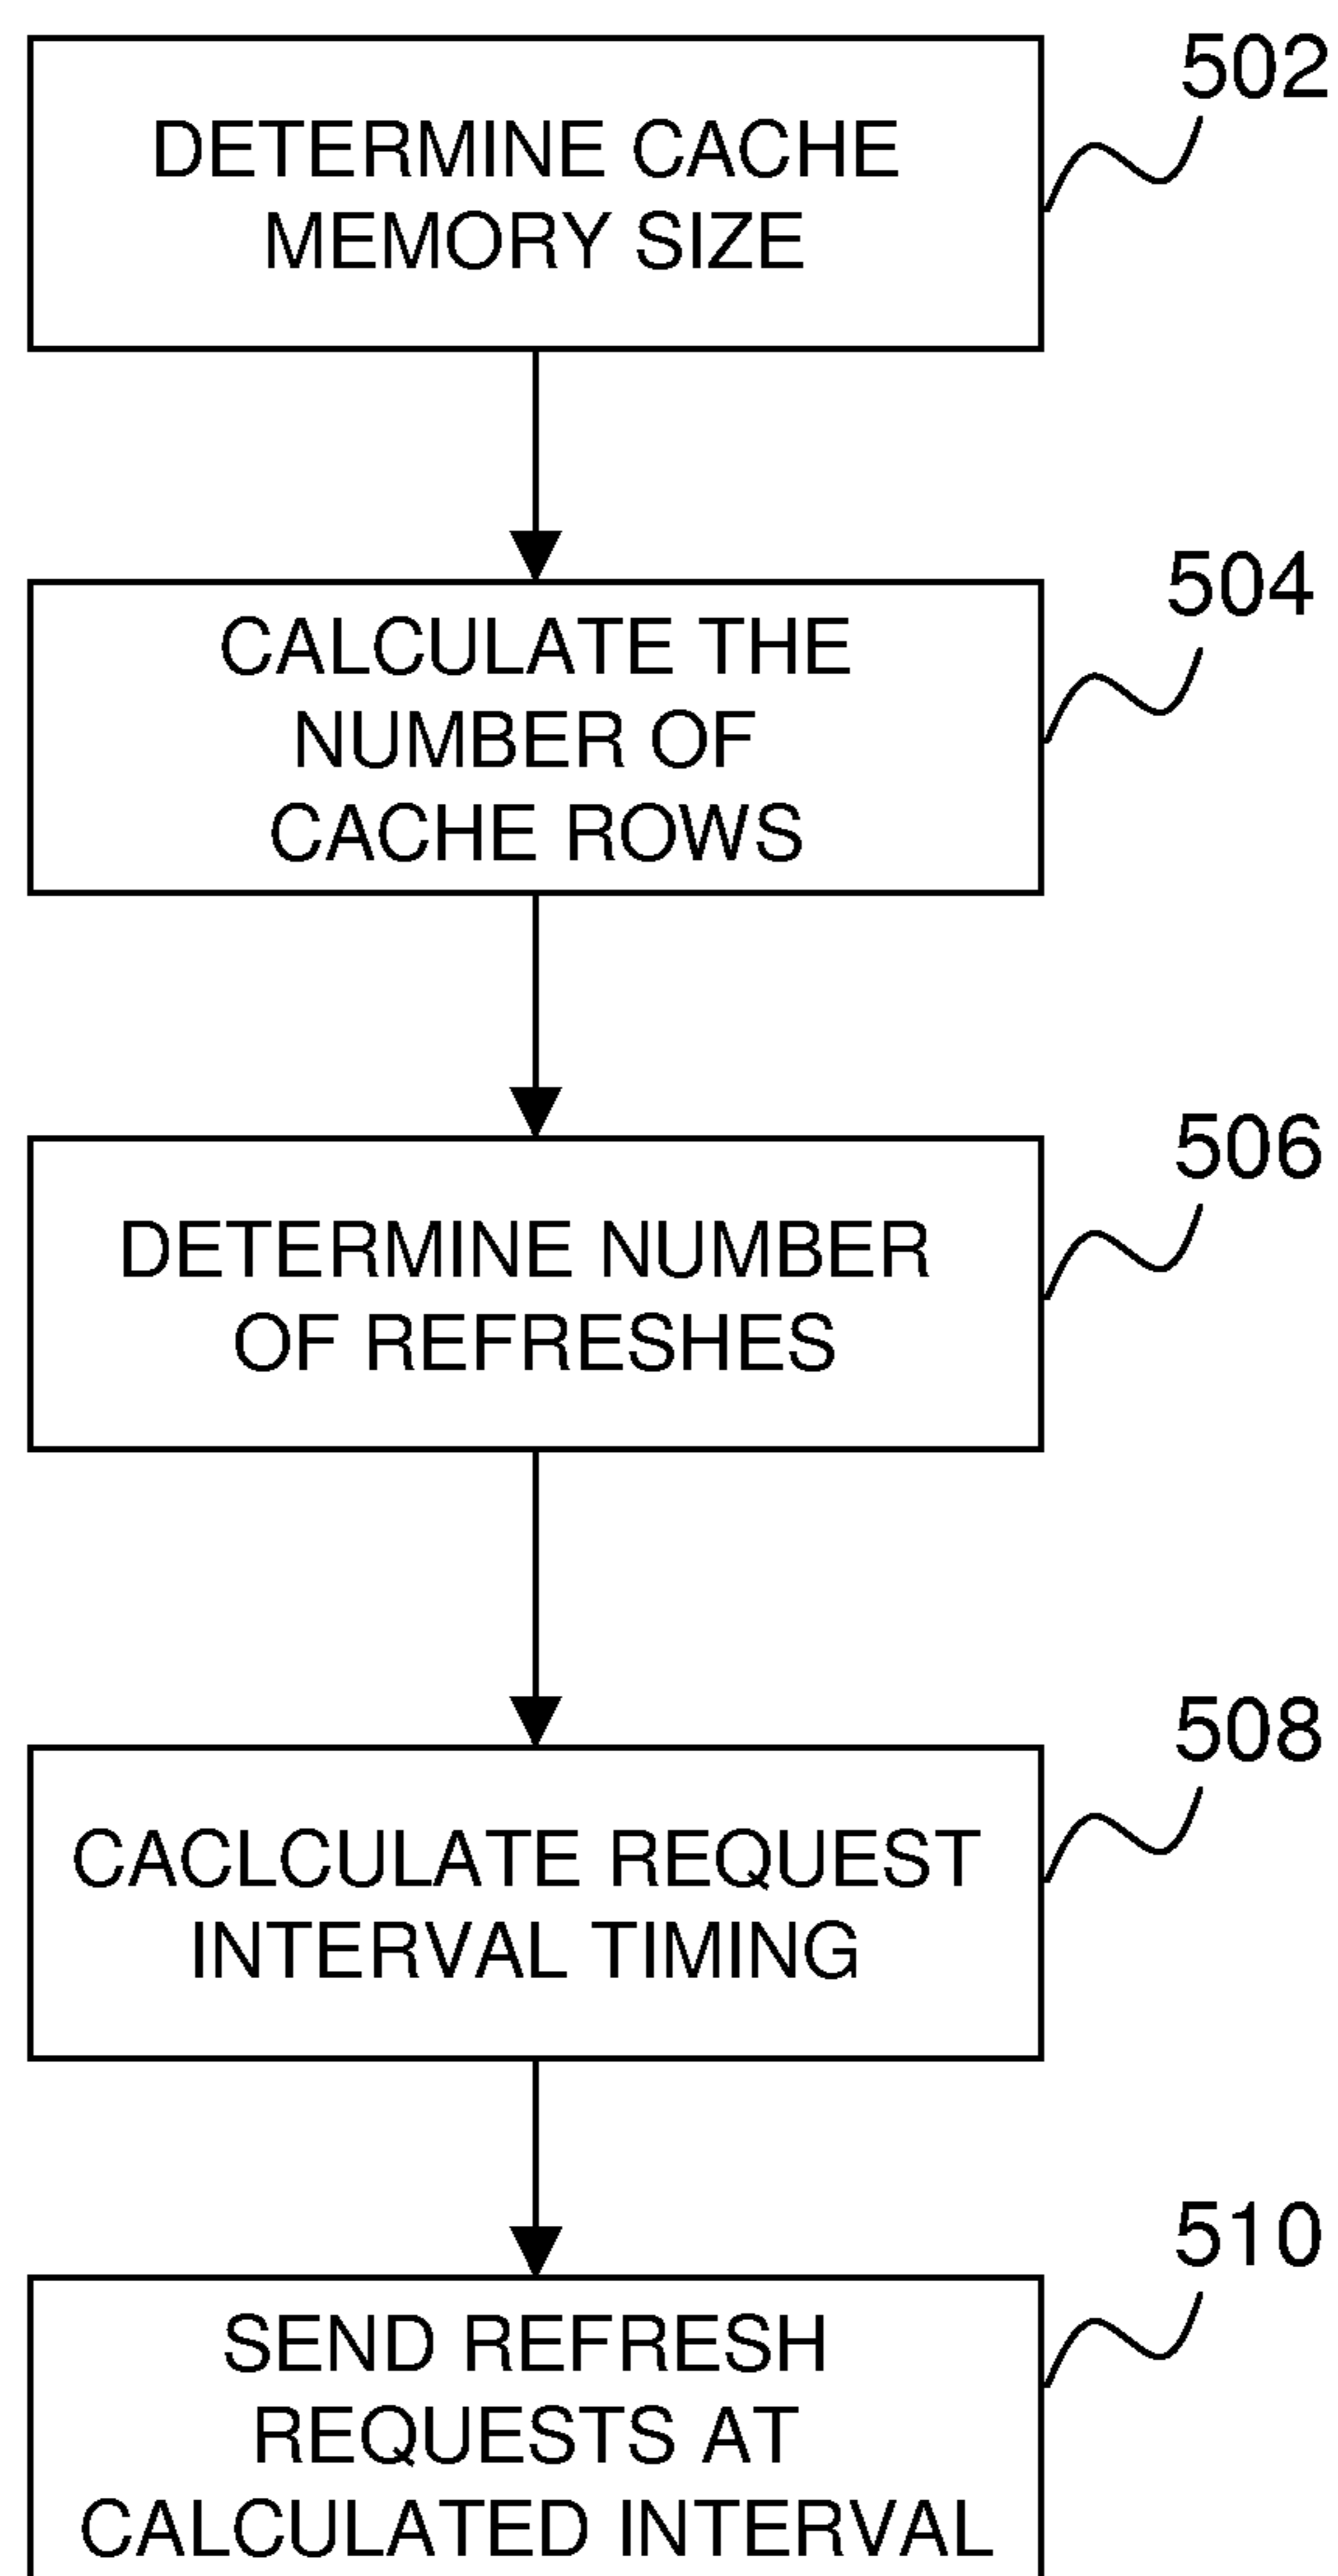 502
DETERMINE CACHE
MEMORY SIZE
504
CALCULATE THE
NUMBER OF
CACHE ROWS
506
DETERMINE NUMBER
OF REFRESHES
508
CACLCULATE REQUEST
INTERVAL TIMING
510
SEND REFRESH
REQUESTS AT
CALCULATED INTERVAL